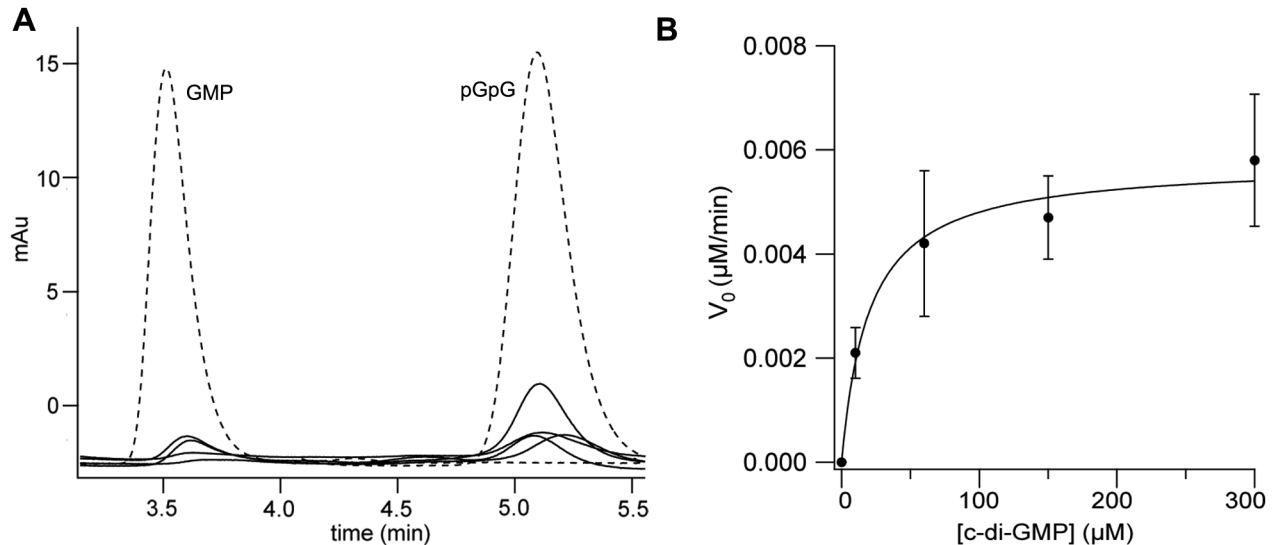 A
15
10
5
0
mAu
GMP
pGpG
3.5 4.0 4.5 5.0 5.5
time (min)
B
0.008
0.006
0.004
0.002
0.000
V0 (µM/min)
0 100 200 300
[c-di-GMP] (µM)